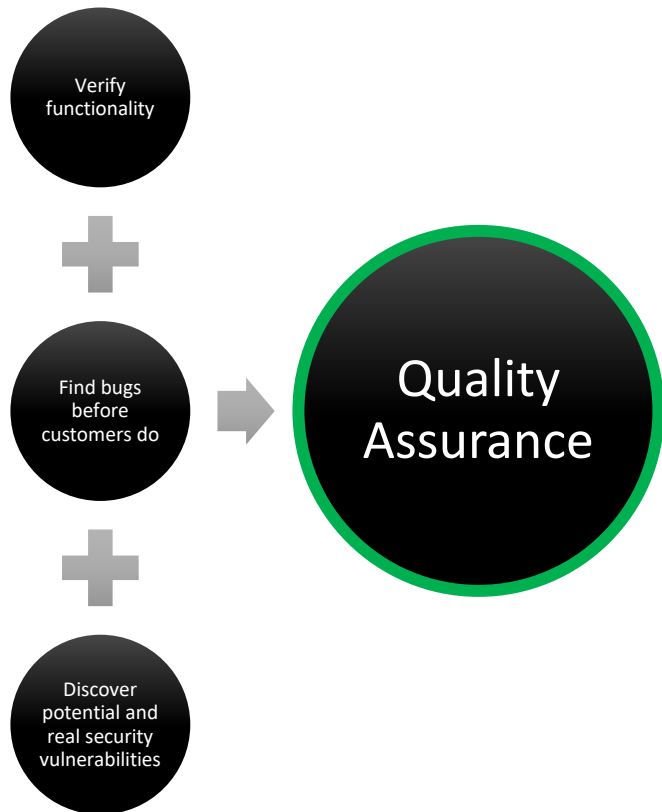 Verify
functionality
Find bugs
before
customers do
Quality
Assurance
Discover
potential and
real security
vulnerabilities